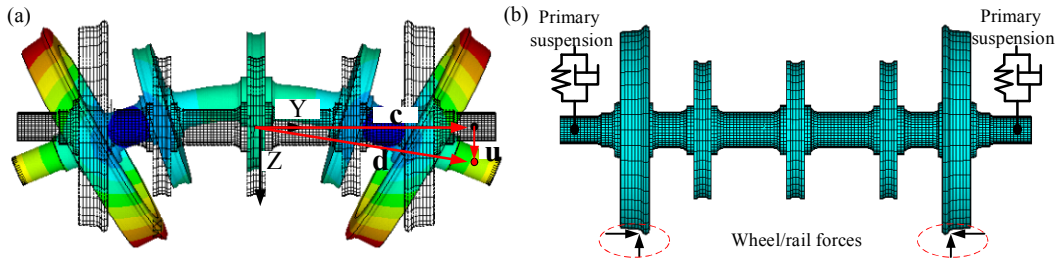 (a)
Y
c
Z
d
u
(b)
Primary
suspension
Primary
suspension
Wheel/rail forces